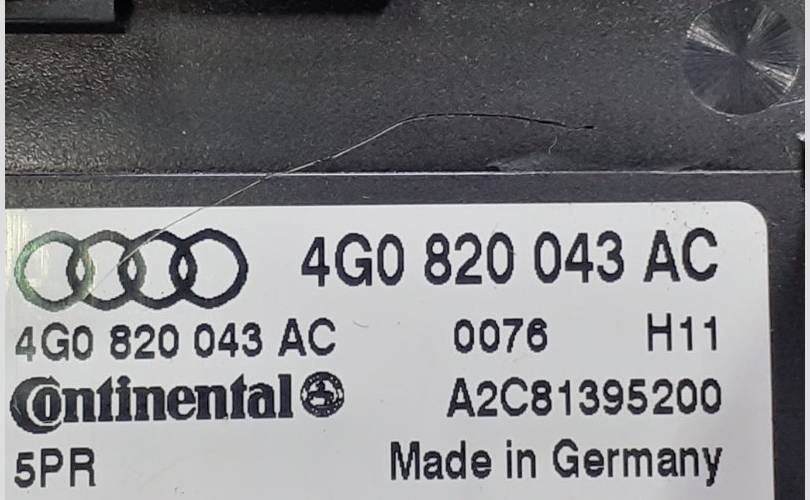 4G0 820 043 AC
4G0 820 043 AC 0076 H11
Continental A2C81395200
5PR Made in Germany